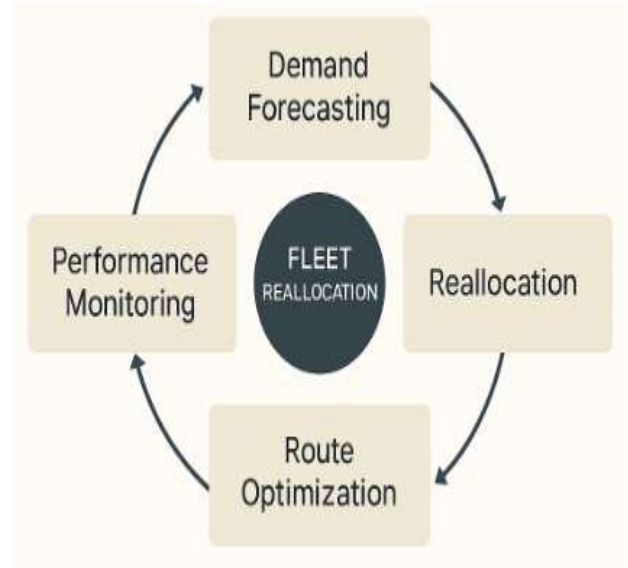 Demand
Forecasting
Performance
Monitoring
FLEET
REALLOCATION
Reallocation
Route
Optimization